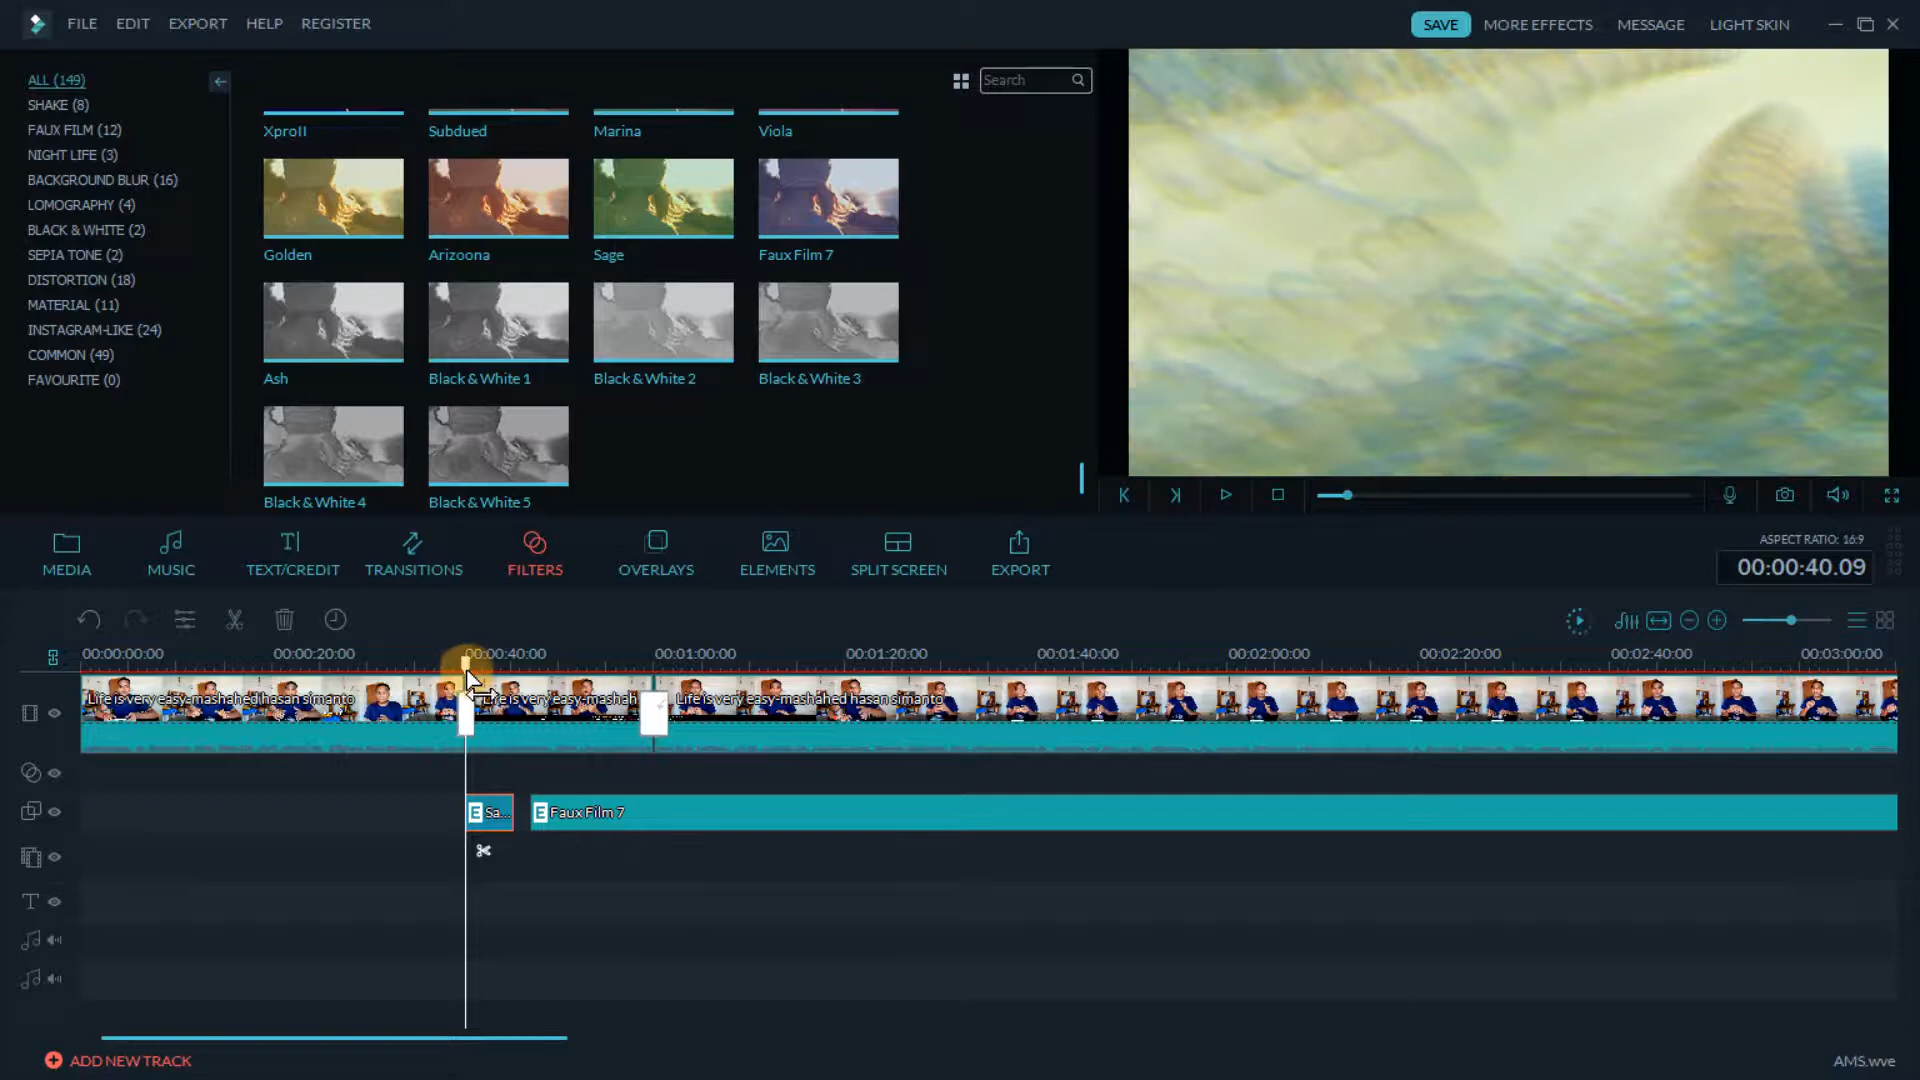 FILE EDIT EXPORT HELP REGISTER
SAVE MORE EFFECTS MESSAGE LIGHT SKIN
ALL (149)
SHAKE (8)
FAUX FILM (12)
NIGHT LIFE (3)
BACKGROUND BLUR (16)
LOMOGRAPHY (4)
BLACK & WHITE (2)
SEPIA TONE (2)
DISTORTION (18)
MATERIAL (11)
INSTAGRAM-LIKE (24)
COMMON (49)
FAVOURITE (0)
Search
XproII Subdued Marina Viola
Golden Arizoona Sage Faux Film 7
Ash Black & White 1 Black & White 2 Black & White 3
Black & White 4 Black & White 5
MEDIA MUSIC TEXT/CREDIT TRANSITIONS FILTERS OVERLAYS ELEMENTS SPLIT SCREEN EXPORT
ASPECT RATIO: 16:9
00:00:40.09
00:00:00:00 00:00:20:00 00:00:40:00 00:01:00:00 00:01:20:00 00:01:40:00 00:02:00:00 00:02:20:00 00:02:40:00 00:03:00:00
Life is very easy-mashahed hasan simanto Life is very easy-mashah Life is very easy-mashahed hasan simanto
E Sa... E Faux Film 7
ADD NEW TRACK
AMS.wve